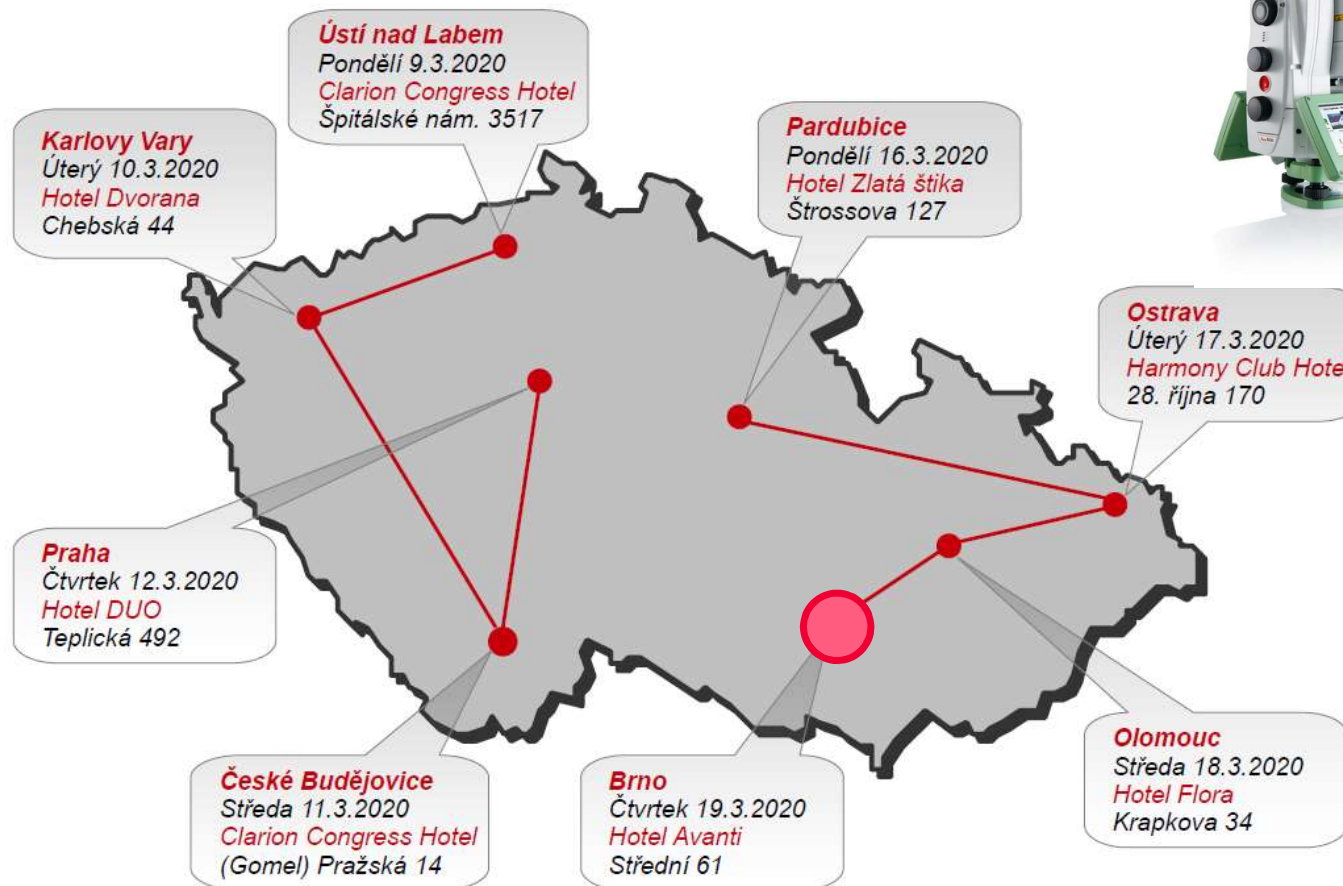 Ústí nad Labem
Pondělí 9.3.2020
Clarion Congress Hotel
Špitálské nám. 3517
Karlovy Vary
Úterý 10.3.2020
Hotel Dvorana
Chebská 44
Pardubice
Pondělí 16.3.2020
Hotel Zlatá štika
Štrossova 127
Ostrava
Úterý 17.3.2020
Harmony Club Hote
28. října 170
Praha
Čtvrtek 12.3.2020
Hotel DUO
Teplická 492
České Budějovice
Středa 11.3.2020
Clarion Congress Hotel
(Gomel) Pražská 14
Brno
Čtvrtek 19.3.2020
Hotel Avanti
Střední 61
Olomouc
Středa 18.3.2020
Hotel Flora
Krapkova 34